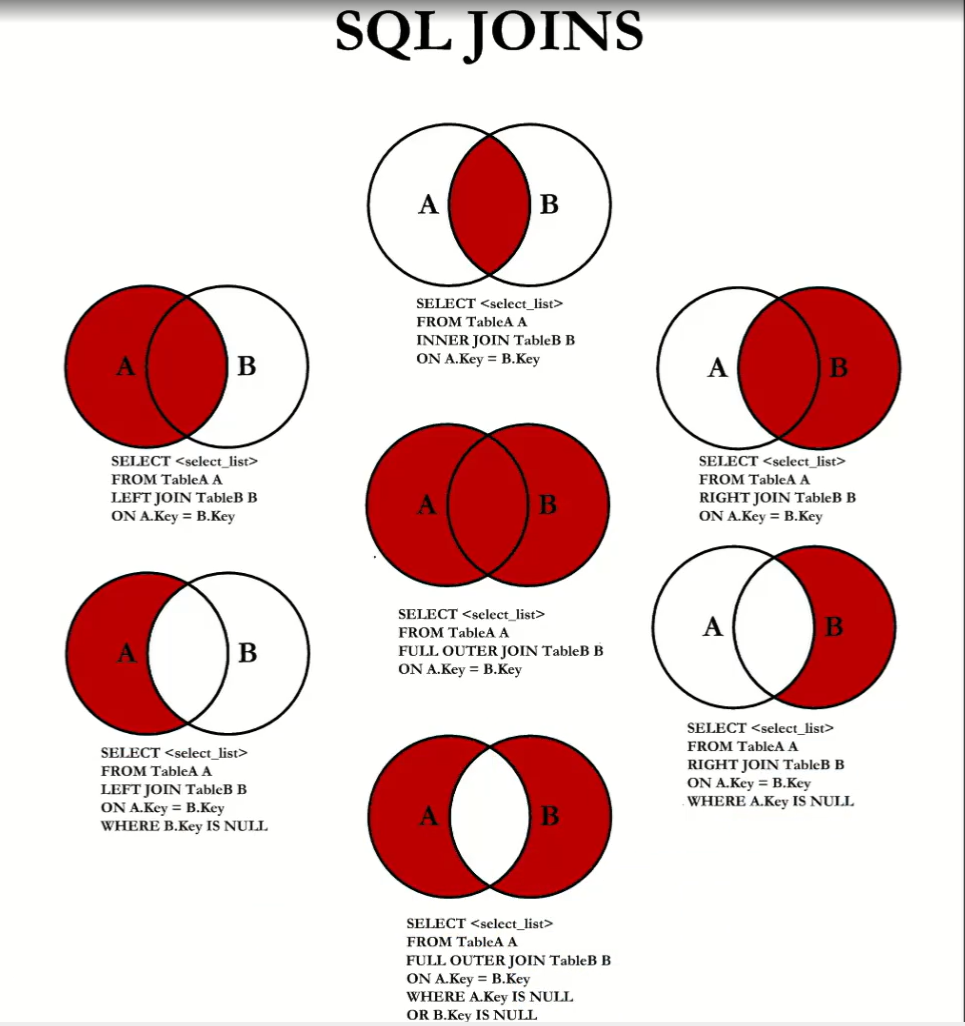 SQL JOINS
A
B
SELECT <select_list>
FROM TableA A
INNER JOIN TableB B
ON A.Key = B.Key
A
B
SELECT <select_list>
FROM TableA A
LEFT JOIN TableB B
ON A.Key = B.Key
A
B
SELECT <select_list>
FROM TableA A
RIGHT JOIN TableB B
ON A.Key = B.Key
A
B
SELECT <select_list>
FROM TableA A
FULL OUTER JOIN TableB B
ON A.Key = B.Key
A
B
SELECT <select_list>
FROM TableA A
LEFT JOIN TableB B
ON A.Key = B.Key
WHERE B.Key IS NULL
A
B
SELECT <select_list>
FROM TableA A
RIGHT JOIN TableB B
ON A.Key = B.Key
WHERE A.Key IS NULL
A
B
SELECT <select_list>
FROM TableA A
FULL OUTER JOIN TableB B
ON A.Key = B.Key
WHERE A.Key IS NULL
OR B.Key IS NULL